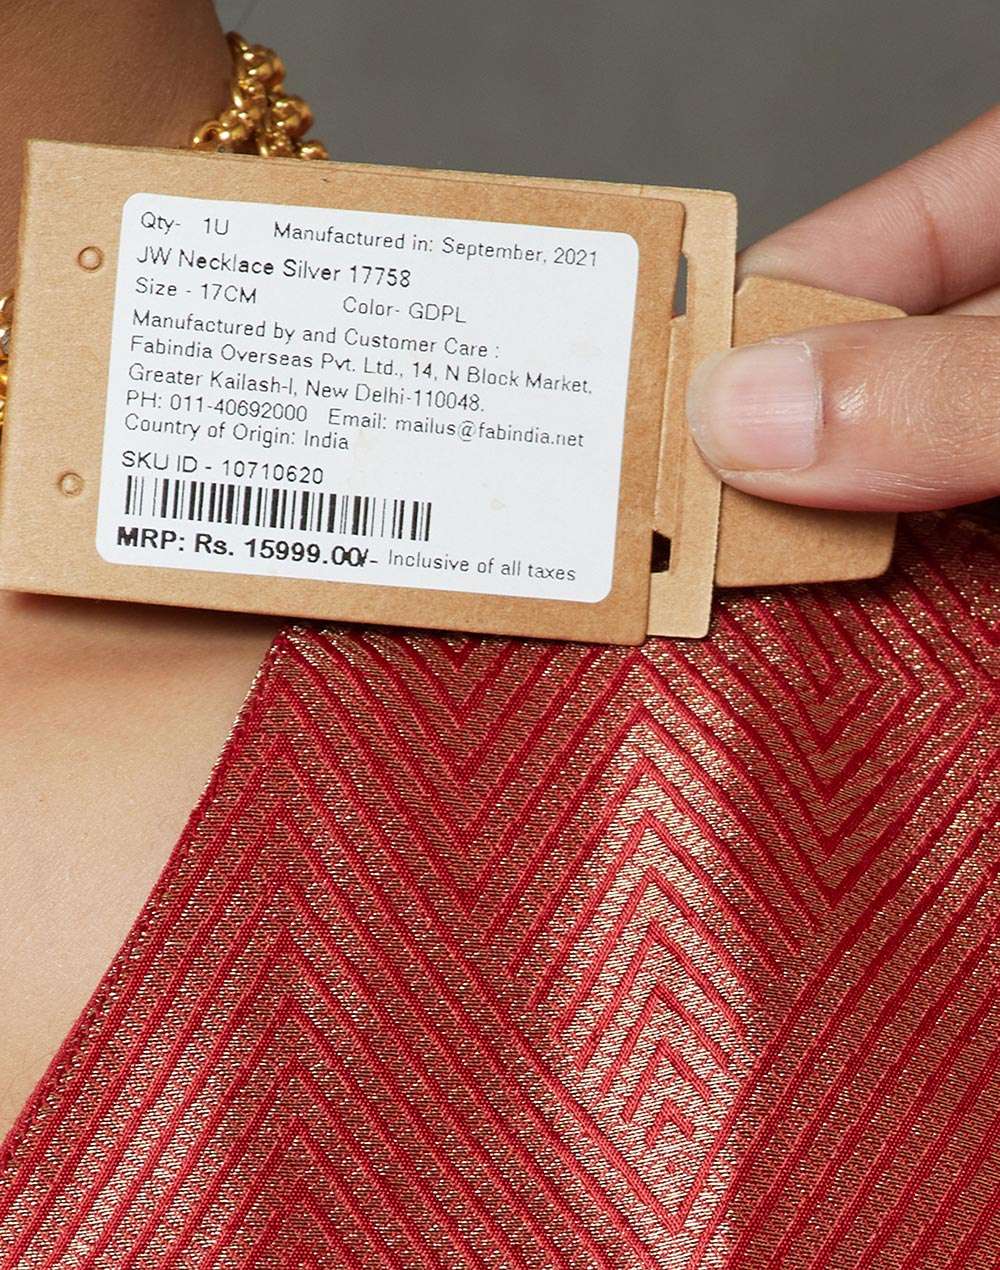 Qty- 1U Manufactured in: September, 2021
JW Necklace Silver 17758
Size - 17CM Color- GDPL
Manufactured by and Customer Care :
Fabindia Overseas Pvt. Ltd., 14, N Block Market,
Greater Kailash-I, New Delhi-110048.
PH: 011-40692000 Email: mailus@fabindia.net
Country of Origin: India
SKU ID - 10710620
MRP: Rs. 15999.00/- Inclusive of all taxes